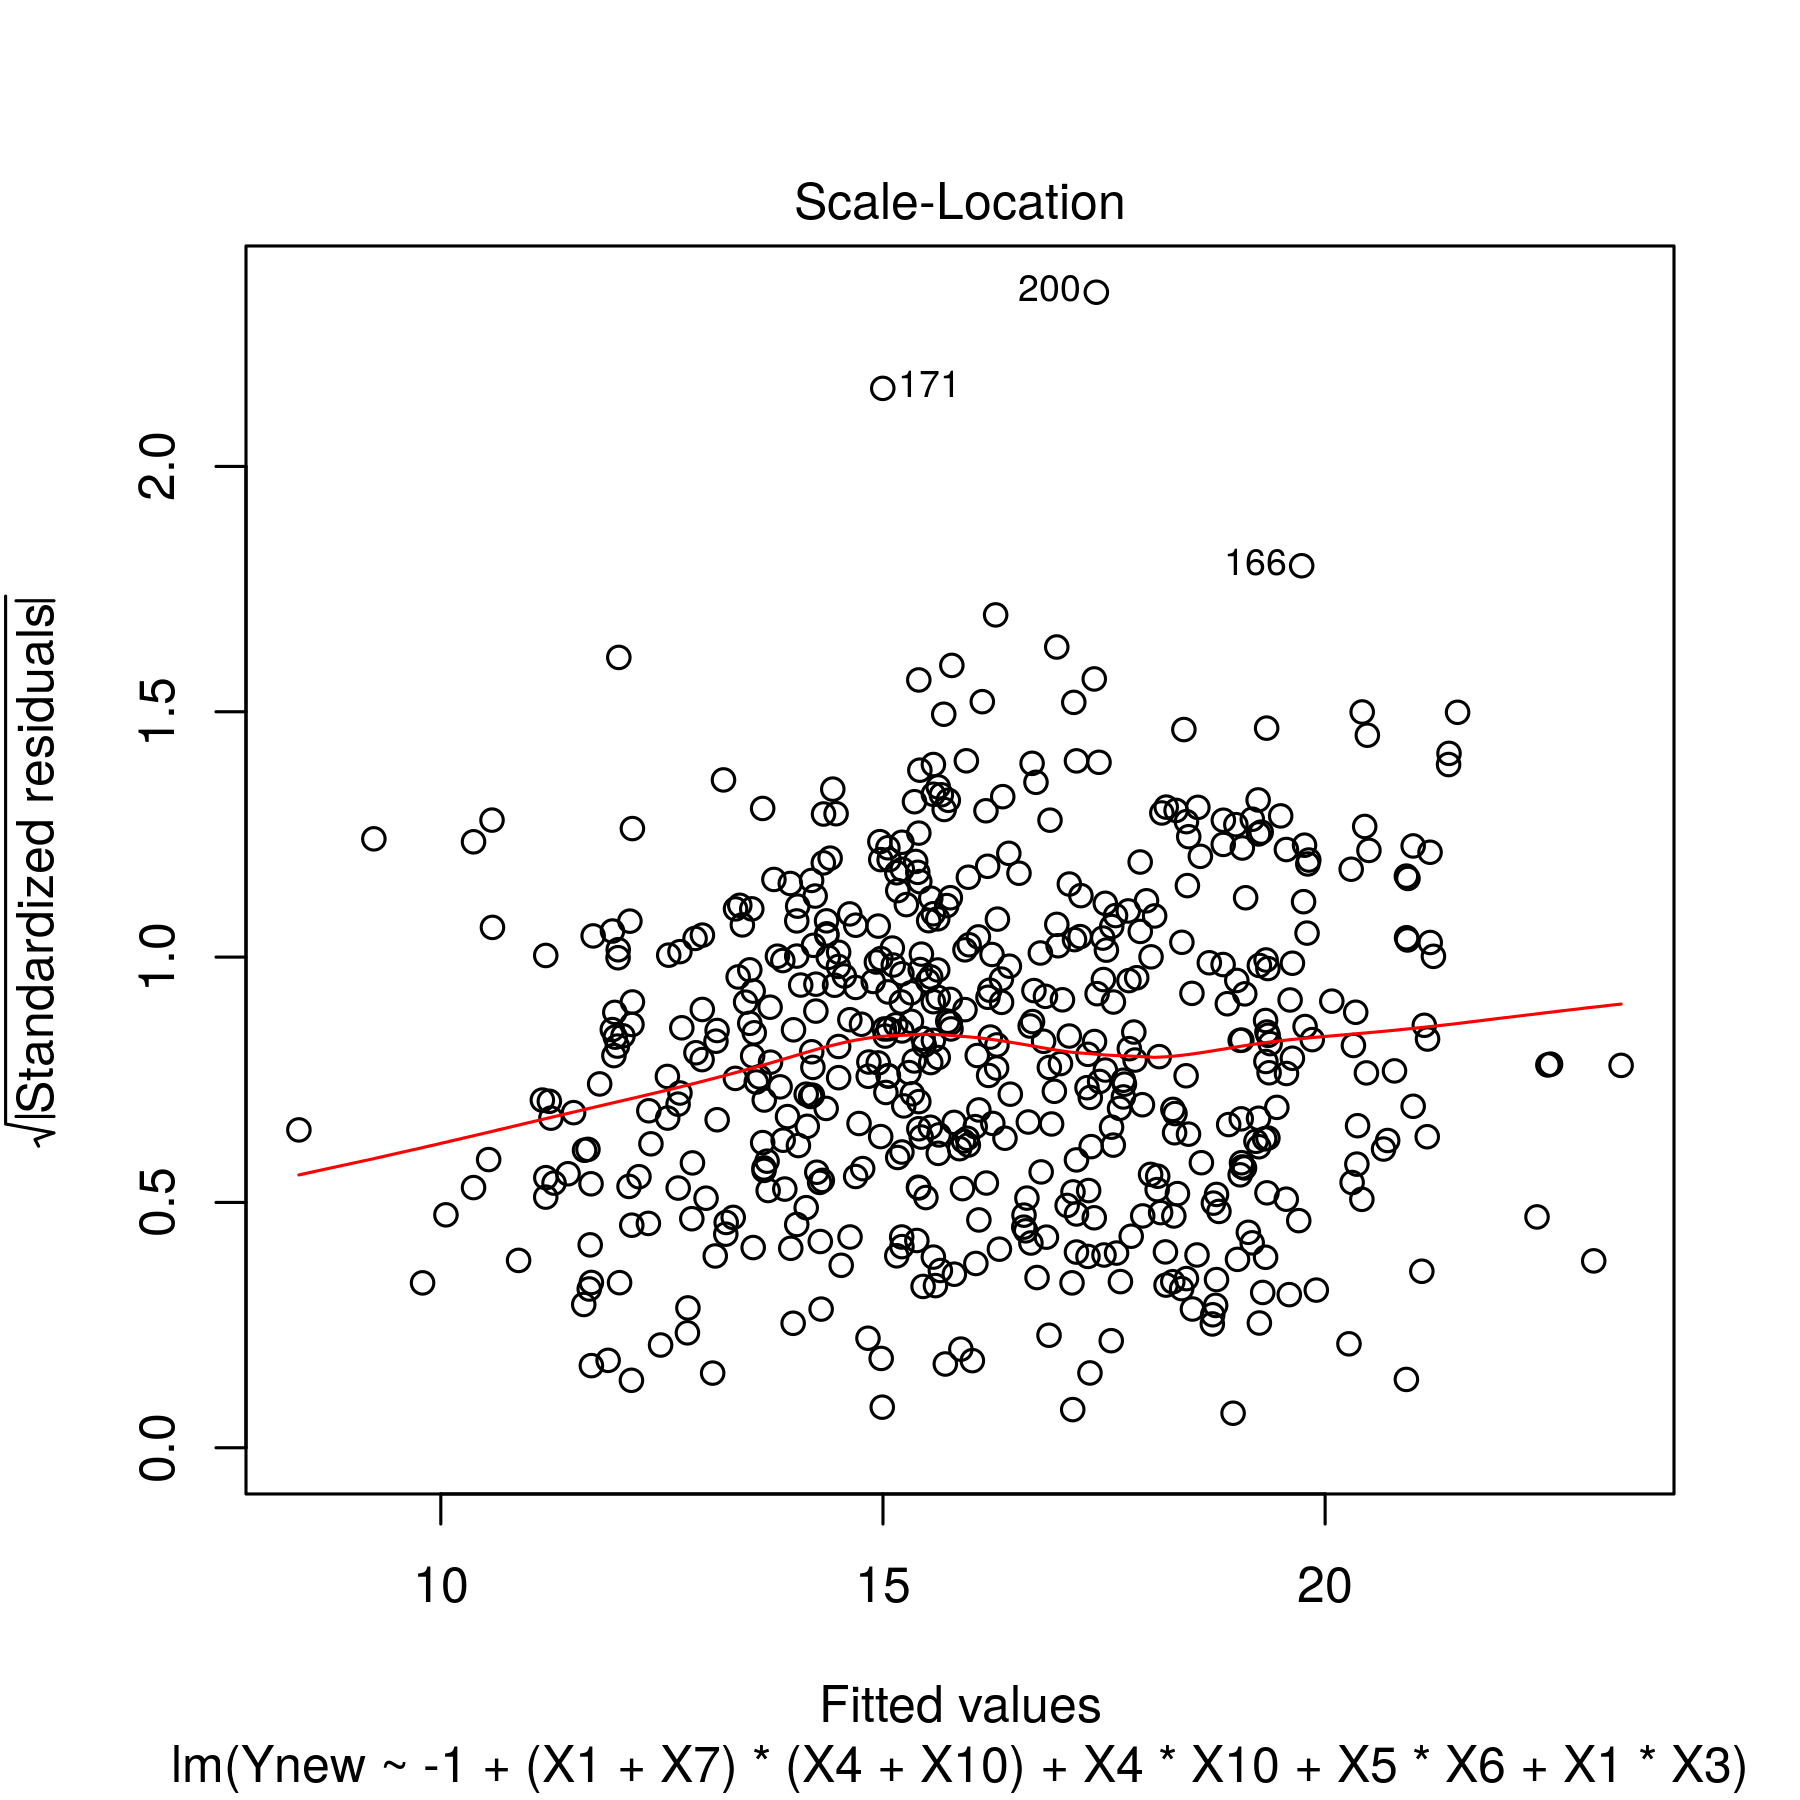 Scale-Location
200
171
166
√|Standardized residuals|
2.0
1.5
1.0
0.5
0.0
10 15 20
Fitted values
lm(Ynew ~ -1 + (X1 + X7) * (X4 + X10) + X4 * X10 + X5 * X6 + X1 * X3)